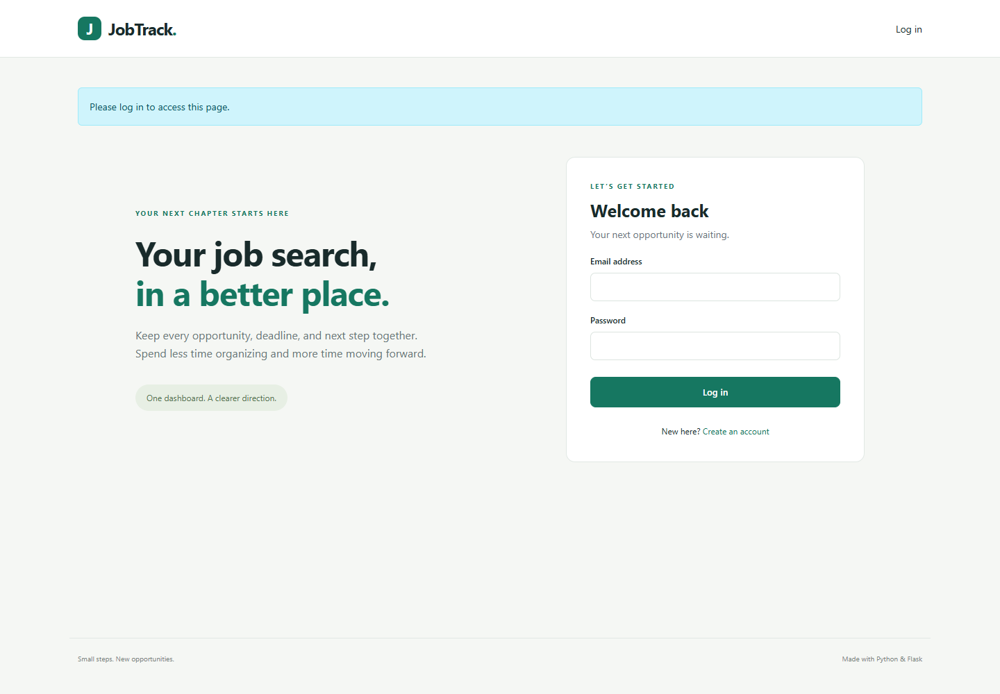 J JobTrack.
Log in
Please log in to access this page.
YOUR NEXT CHAPTER STARTS HERE
Your job search,
in a better place.
Keep every opportunity, deadline, and next step together.
Spend less time organizing and more time moving forward.
One dashboard. A clearer direction.
LET'S GET STARTED
Welcome back
Your next opportunity is waiting.
Email address
Password
Log in
New here? Create an account
Small steps. New opportunities.
Made with Python & Flask